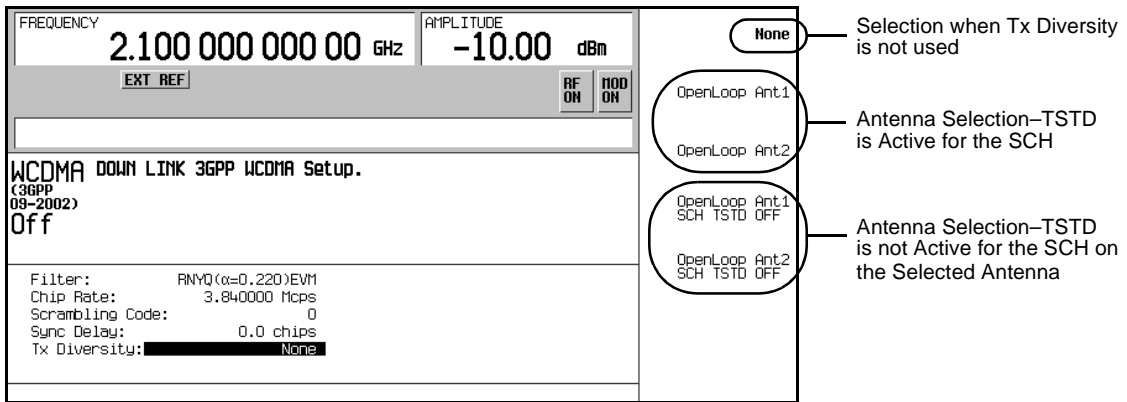 FREQUENCY
2.100 000 000 00 GHz
AMPLITUDE
-10.00 dBm
EXT REF
RF
ON
MOD
ON
WCDMA DOWN LINK 3GPP WCDMA Setup.
(3GPP
09-2002)
Off
Filter: RNYQ(α=0.220)EVM
Chip Rate: 3.840000 Mcps
Scrambling Code: 0
Sync Delay: 0.0 chips
Tx Diversity: None
None
OpenLoop Ant1
OpenLoop Ant2
OpenLoop Ant1
SCH TSTD OFF
OpenLoop Ant2
SCH TSTD OFF
Selection when Tx Diversity
is not used
Antenna Selection–TSTD
is Active for the SCH
Antenna Selection–TSTD
is not Active for the SCH on
the Selected Antenna